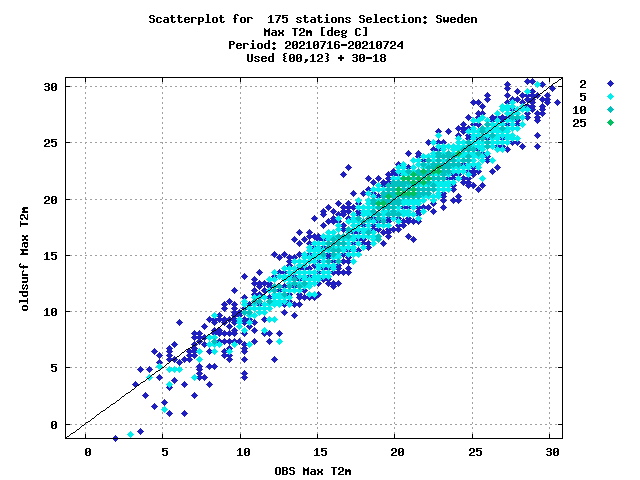 Scatterplot for  175 stations Selection: Sweden
Max T2m [deg C]
Period: 20210716-20210724
Used {00,12} + 30-18
2
5
10
25
30
25
20
15
10
5
0
oldsurf Max T2m
0 5 10 15 20 25 30
OBS Max T2m